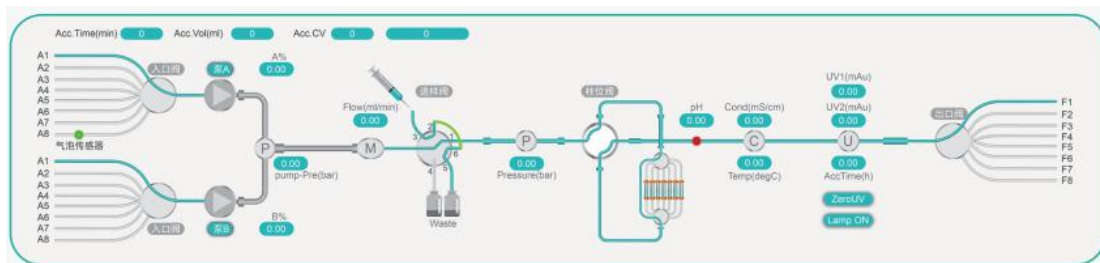 Acc.Time(min) 0 Acc.Vol(ml) 0 Acc.CV 0 0
A1
A2
A3
A4
A5
A6
A7
A8
气泡传感器
入口阀
泵A
A%
0.00
A1
A2
A3
A4
A5
A6
A7
A8
入口阀
泵B
B%
0.00
P
0.00
pump-Pre(bar)
Flow(ml/min)
0.00
M
进样阀
1
2
3
4
5
6
Waste
P
0.00
Pressure(bar)
柱位阀
pH
0.00
Cond(mS/cm)
0.00
C
0.00
Temp(degC)
UV1(mAu)
0.00
UV2(mAu)
0.00
U
0.00
AccTime(h)
ZeroUV
Lamp ON
出口阀
F1
F2
F3
F4
F5
F6
F7
F8